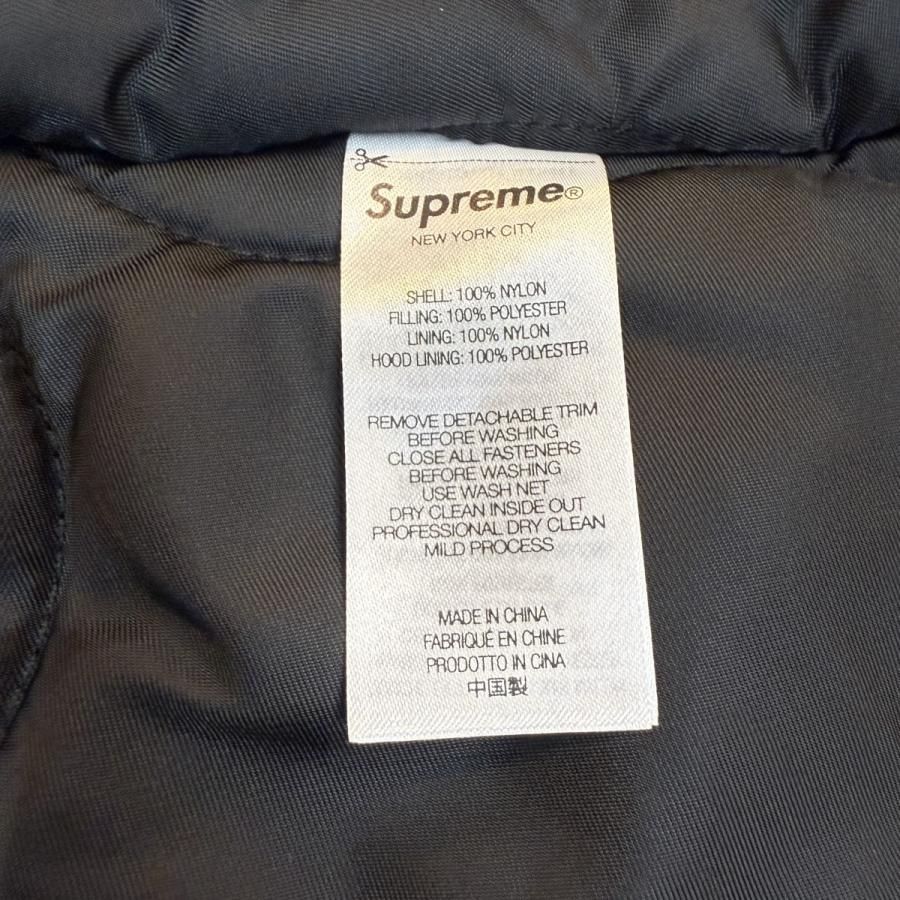 Supreme®
NEW YORK CITY
SHELL: 100% NYLON
FILLING: 100% POLYESTER
LINING: 100% NYLON
HOOD LINING: 100% POLYESTER
REMOVE DETACHABLE TRIM
BEFORE WASHING
CLOSE ALL FASTENERS
BEFORE WASHING
USE WASH NET
DRY CLEAN INSIDE OUT
PROFESSIONAL DRY CLEAN
MILD PROCESS
MADE IN CHINA
FABRIQUÉ EN CHINE
PRODOTTO IN CINA
中国製